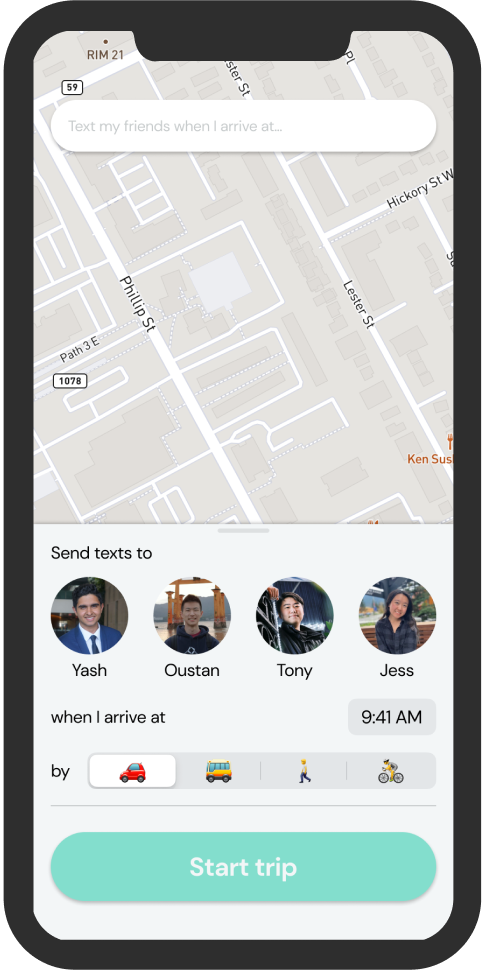 RIM 21
59
ster St
Pl
Text my friends when I arrive at...
Hickory St W
Phillip St
Lester St
Path 3 E
1078
Ken Sus
Send texts to
Yash
Oustan
Tony
Jess
when I arrive at
9:41 AM
by
Start trip